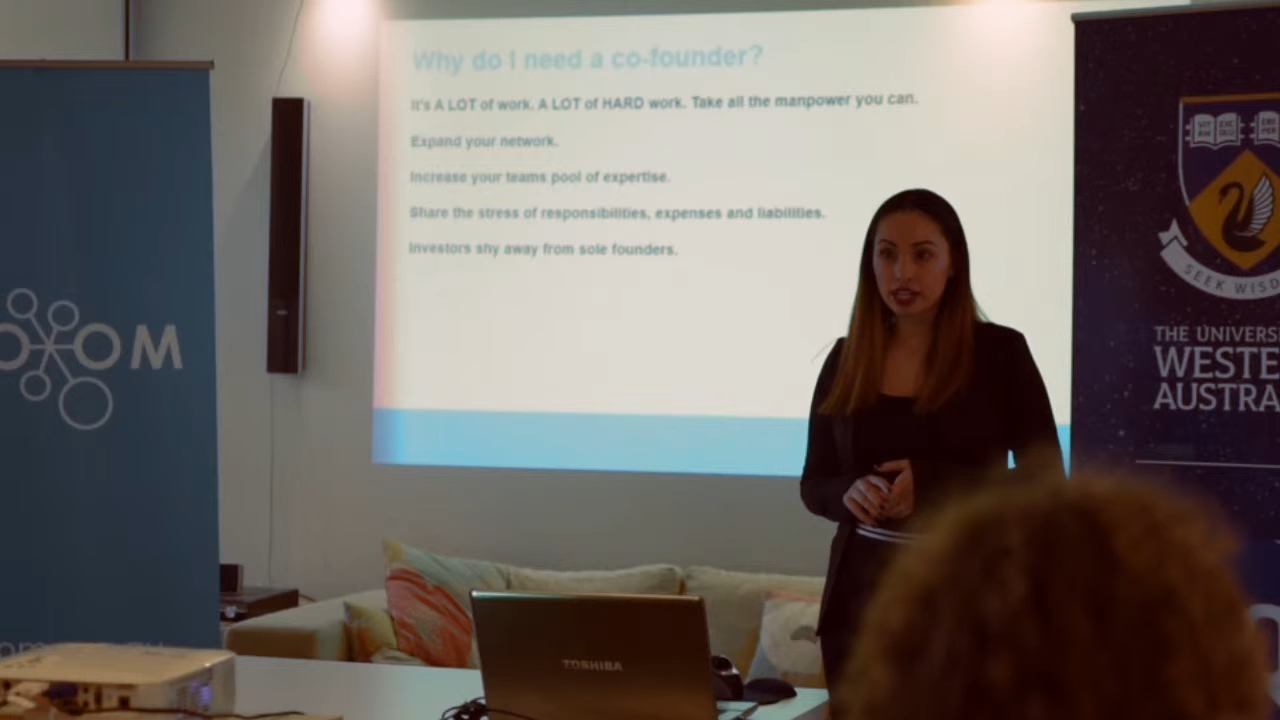 Why do I need a co-founder?
It's A LOT of work. A LOT of HARD work. Take all the manpower you can.
Expand your network.
Increase your teams pool of expertise.
Share the stress of responsibilities, expenses and liabilities.
Investors shy away from sole founders.
OM
SEEK WISD
THE UNIVERS
WESTE
AUSTRA
TOSHIBA